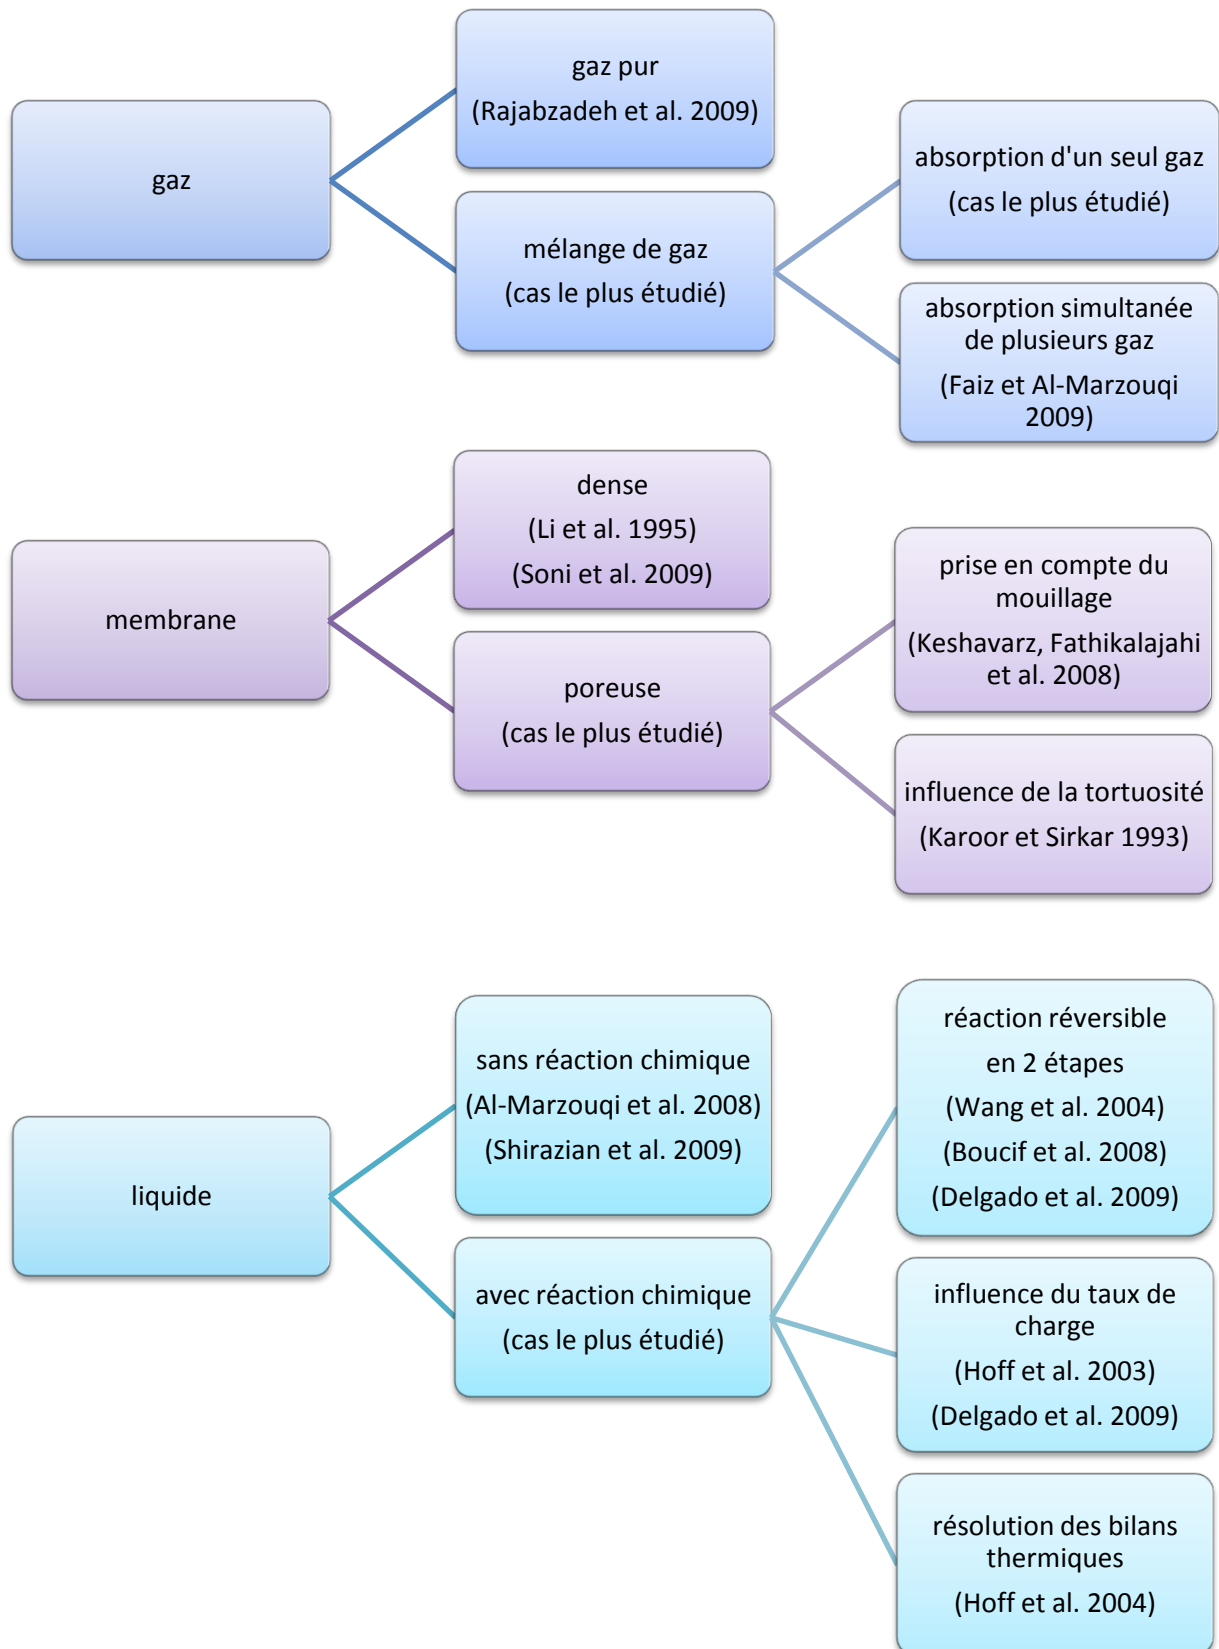 gaz
gaz pur
(Rajabzadeh et al. 2009)
mélange de gaz
(cas le plus étudié)
absorption d'un seul gaz
(cas le plus étudié)
absorption simultanée
de plusieurs gaz
(Faiz et Al-Marzouqi
2009)
membrane
dense
(Li et al. 1995)
(Soni et al. 2009)
poreuse
(cas le plus étudié)
prise en compte du
mouillage
(Keshavarz, Fathikalajahi
et al. 2008)
influence de la tortuosité
(Karoor et Sirkar 1993)
liquide
sans réaction chimique
(Al-Marzouqi et al. 2008)
(Shirazian et al. 2009)
avec réaction chimique
(cas le plus étudié)
réaction réversible
en 2 étapes
(Wang et al. 2004)
(Boucif et al. 2008)
(Delgado et al. 2009)
influence du taux de
charge
(Hoff et al. 2003)
(Delgado et al. 2009)
résolution des bilans
thermiques
(Hoff et al. 2004)